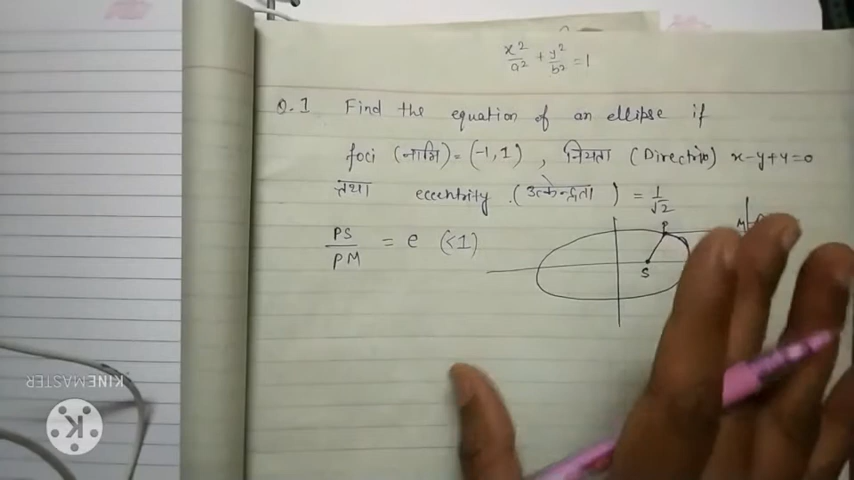 x²/a² + y²/b² = 1
Q.1 Find the equation of an ellipse if
foci (नाभि) = (-1, 1) , नियता (Directrix) x-y+4=0
तथा eccentricity (उत्केन्द्रता) = 1/√2
PS/PM = e (<1)
P
M
S
KINEMASTER
K